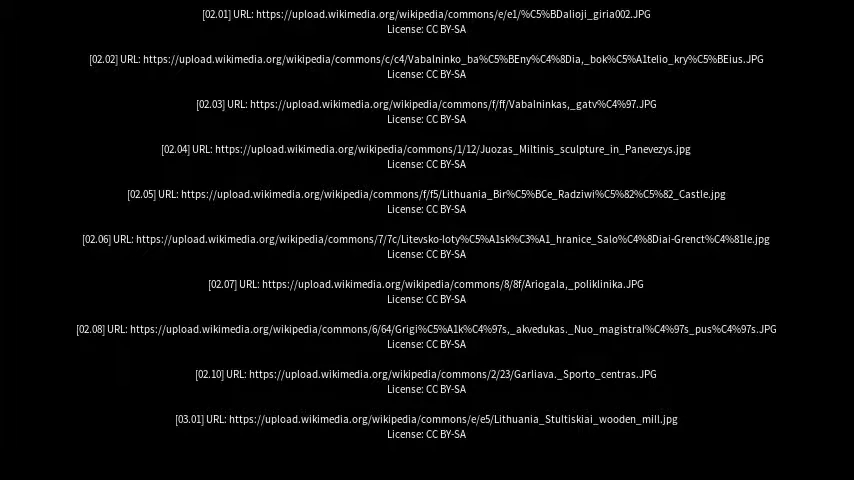 [02.01] URL: https://upload.wikimedia.org/wikipedia/commons/e/e1/%C5%BDalioji_giria002.JPG
License: CC BY-SA
[02.02] URL: https://upload.wikimedia.org/wikipedia/commons/c/c4/Vabalninko_ba%C5%BEny%C4%8Dia,_bok%C5%A1telio_kry%C5%BEius.JPG
License: CC BY-SA
[02.03] URL: https://upload.wikimedia.org/wikipedia/commons/f/ff/Vabalninkas,_gatv%C4%97.JPG
License: CC BY-SA
[02.04] URL: https://upload.wikimedia.org/wikipedia/commons/1/12/Juozas_Miltinis_sculpture_in_Panevezys.jpg
License: CC BY-SA
[02.05] URL: https://upload.wikimedia.org/wikipedia/commons/f/f5/Lithuania_Bir%C5%BCe_Radziwi%C5%82%C5%82_Castle.jpg
License: CC BY-SA
[02.06] URL: https://upload.wikimedia.org/wikipedia/commons/7/7c/Litevsko-loty%C5%A1sk%C3%A1_hranice_Salo%C4%8Diai-Grenct%C4%81le.jpg
License: CC BY-SA
[02.07] URL: https://upload.wikimedia.org/wikipedia/commons/8/8f/Ariogala,_poliklinika.JPG
License: CC BY-SA
[02.08] URL: https://upload.wikimedia.org/wikipedia/commons/6/64/Grigi%C5%A1k%C4%97s,_akvedukas._Nuo_magistral%C4%97s_pus%C4%97s.JPG
License: CC BY-SA
[02.10] URL: https://upload.wikimedia.org/wikipedia/commons/2/23/Garliava._Sporto_centras.JPG
License: CC BY-SA
[03.01] URL: https://upload.wikimedia.org/wikipedia/commons/e/e5/Lithuania_Stultiskiai_wooden_mill.jpg
License: CC BY-SA